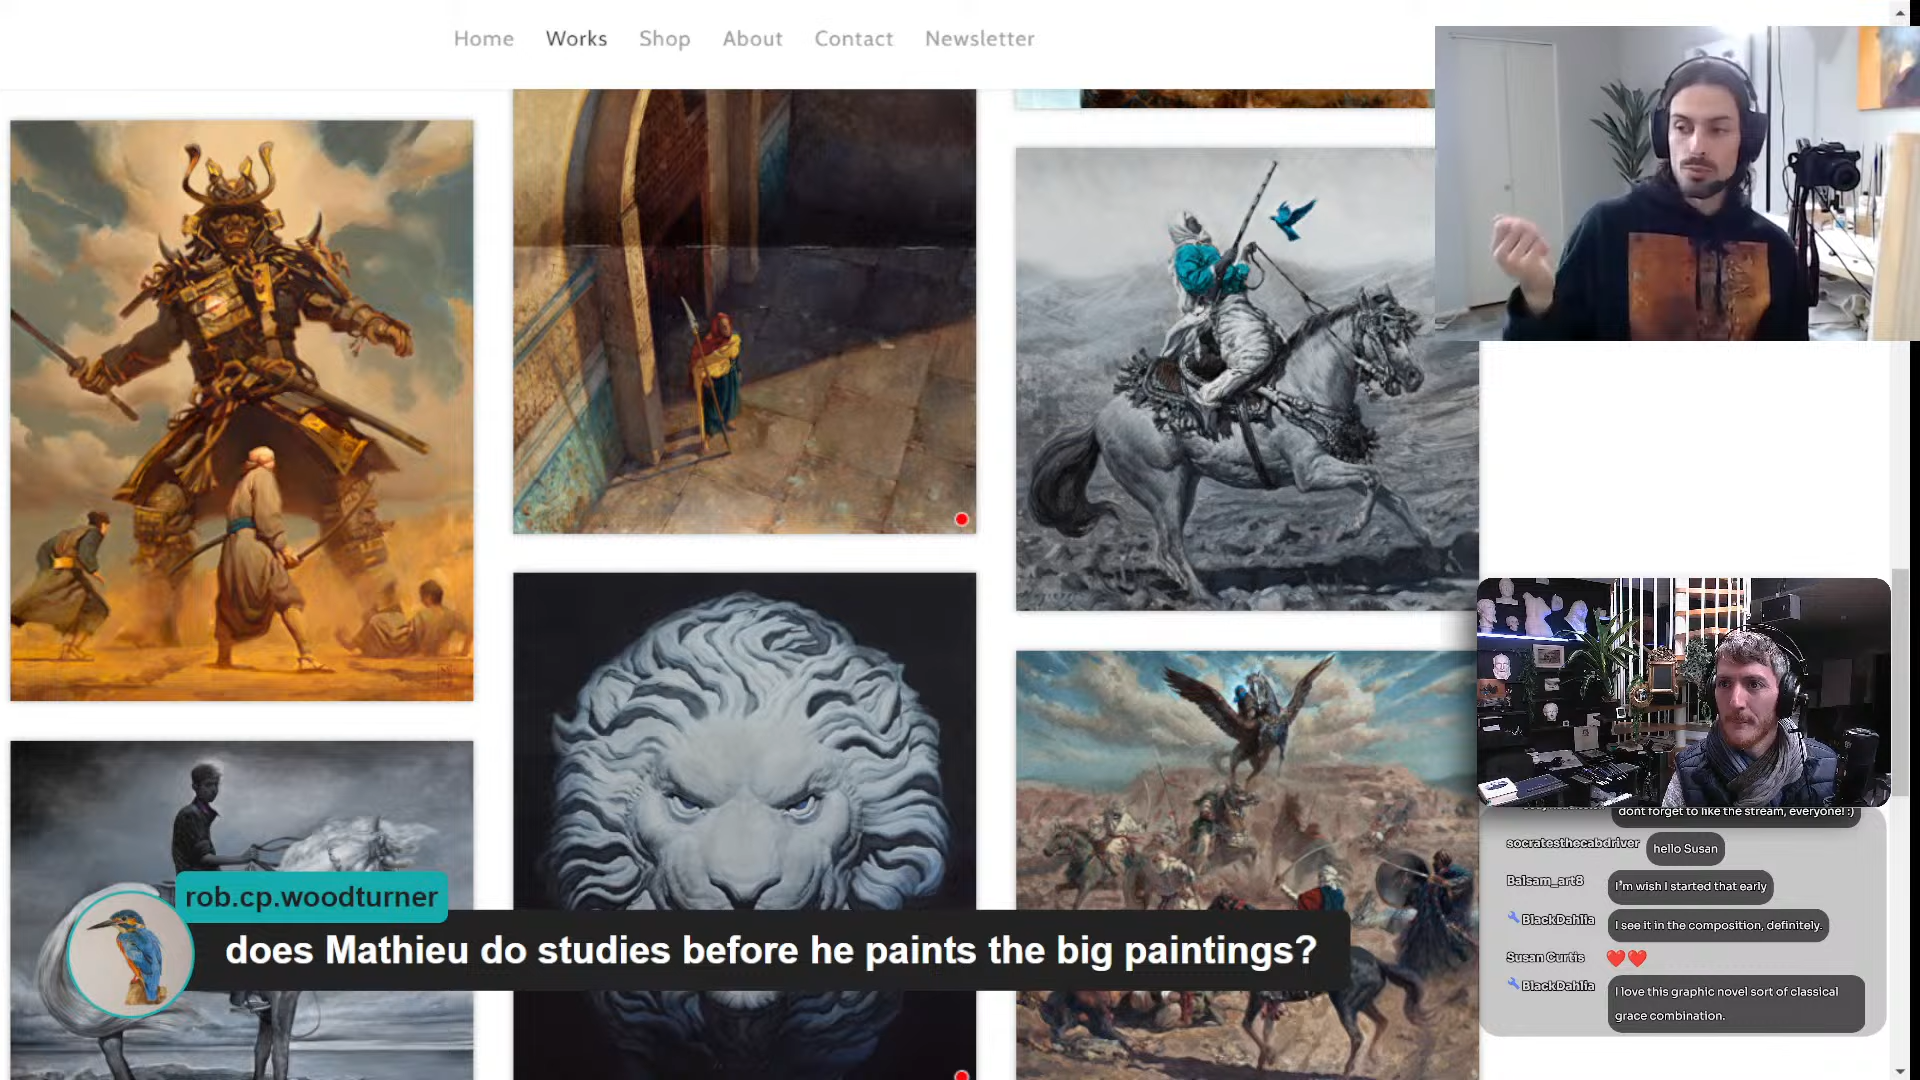 Home Works Shop About Contact Newsletter
dont forget to like the stream, everyone! :)
socratesthecabdriver hello Susan
Balsam_art8 I'm wish I started that early
BlackDahlia I see it in the composition, definitely.
Susan Curtis ❤️❤️
BlackDahlia I love this graphic novel sort of classical
grace combination.
rob.cp.woodturner
does Mathieu do studies before he paints the big paintings?